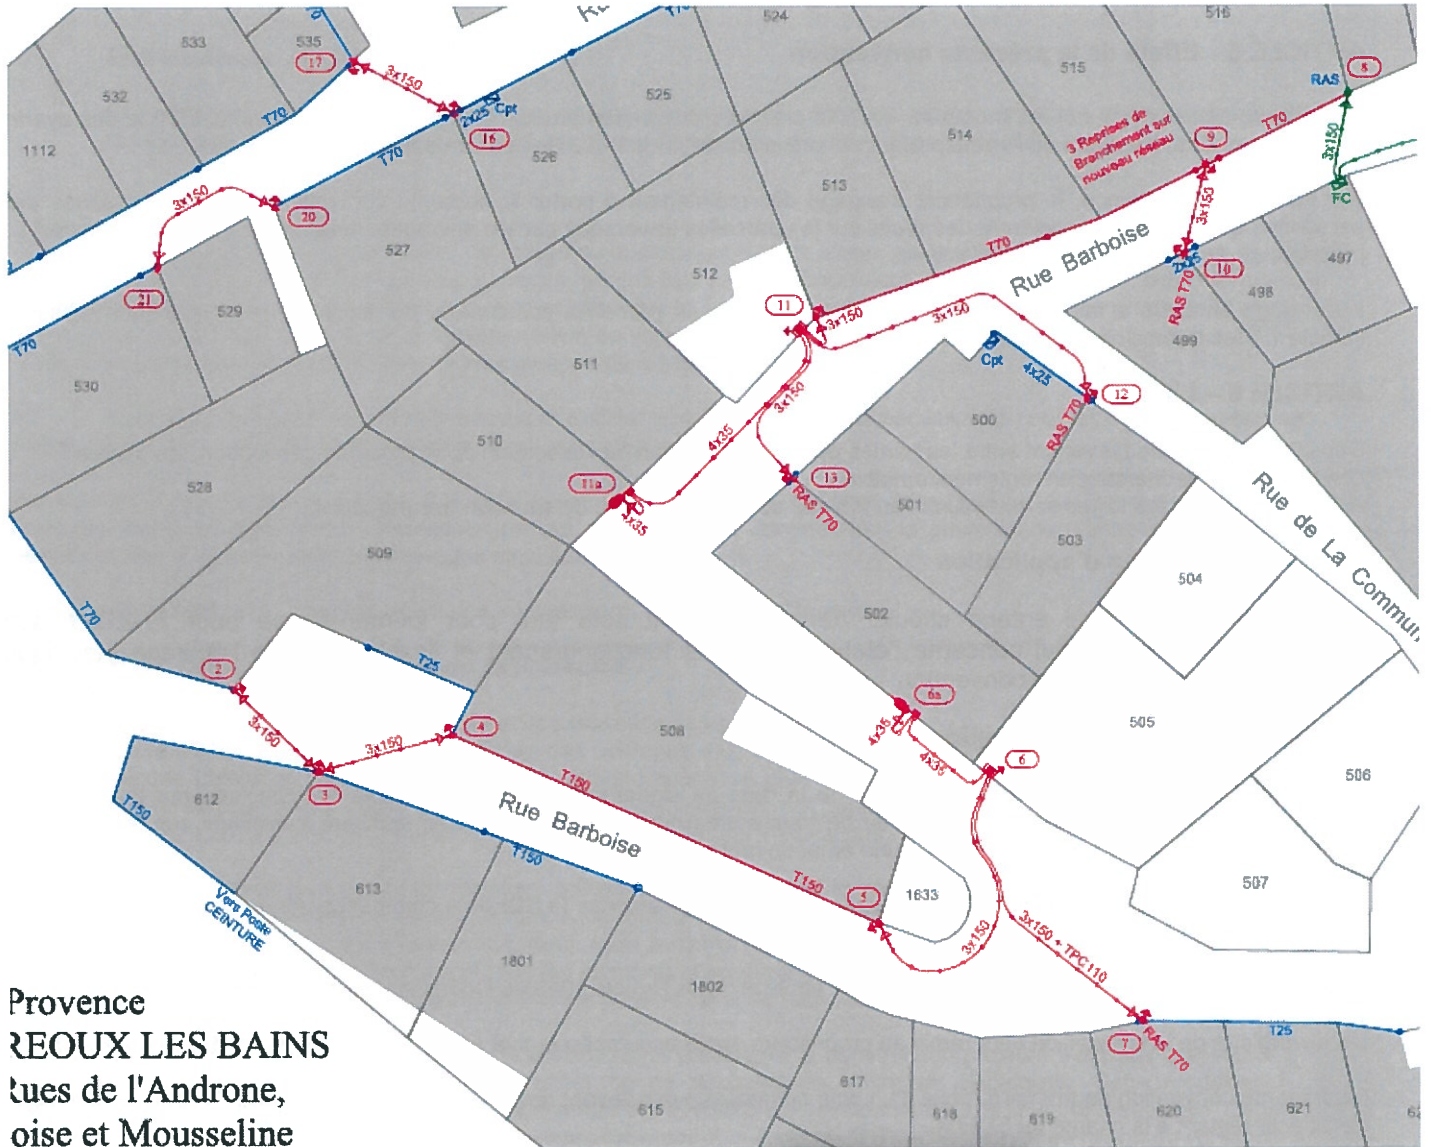 T70
533
535
17
532
1112
T70
3x150
2x25
Cpt
16
T70
T70
524
525
526
516
515
514
513
3 Reprises de
Branchement sur
nouveau réseau
RAS
8
9
T70
3x150
FC
3x150
20
527
21
529
T70
530
512
11
T70
Rue Barboise
3x150
2x25
10
RAS T70
497
498
499
3x150
3x150
511
3x150
Cpt
4x25
12
RAS T70
500
510
4x35
11a
4x35
13
RAS T70
501
503
Rue de La Commun
528
509
504
502
T70
2
T25
3x150
4
3x150
3
508
T150
6a
4x35
4x35
6
505
506
612
T150
Rue Barboise
T150
T150
5
1633
507
613
Vers Poste
CEINTURE
3x150
3x150 + TPC110
1801
1802
7
RAS T70
T25
617
615
618
619
620
621
Provence
REOUX LES BAINS
Rues de l'Androne,
oise et Mousseline